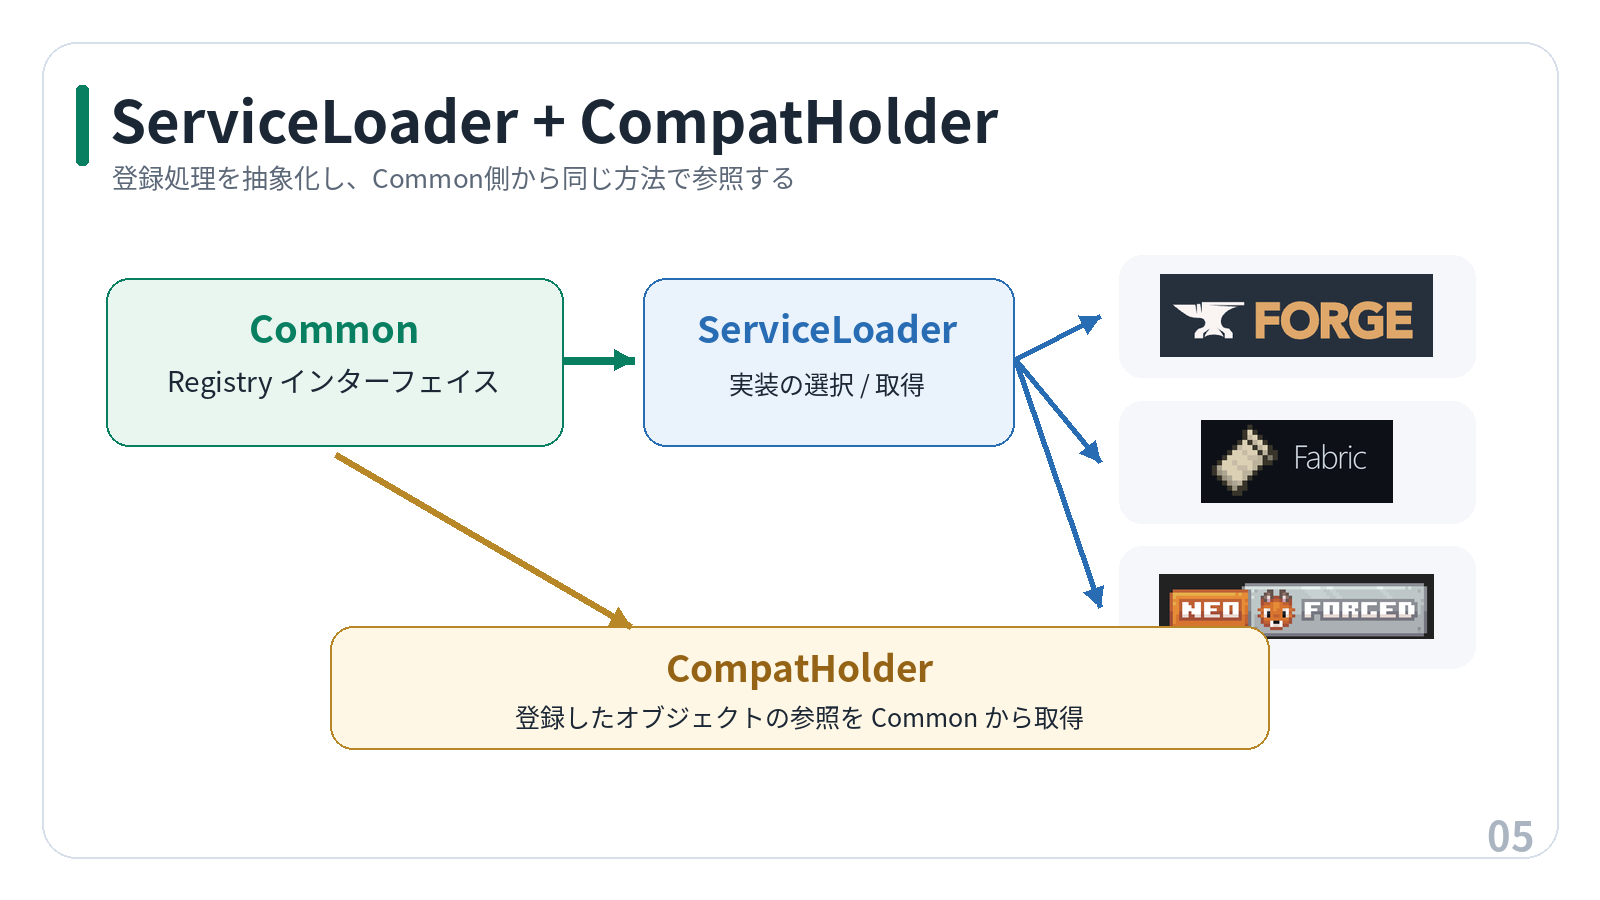 ServiceLoader + CompatHolder
登録処理を抽象化し、Common側から同じ方法で参照する
Common
Registry インターフェイス
ServiceLoader
実装の選択 / 取得
FORGE
Fabric
NEO FORGED
CompatHolder
登録したオブジェクトの参照を Common から取得
05